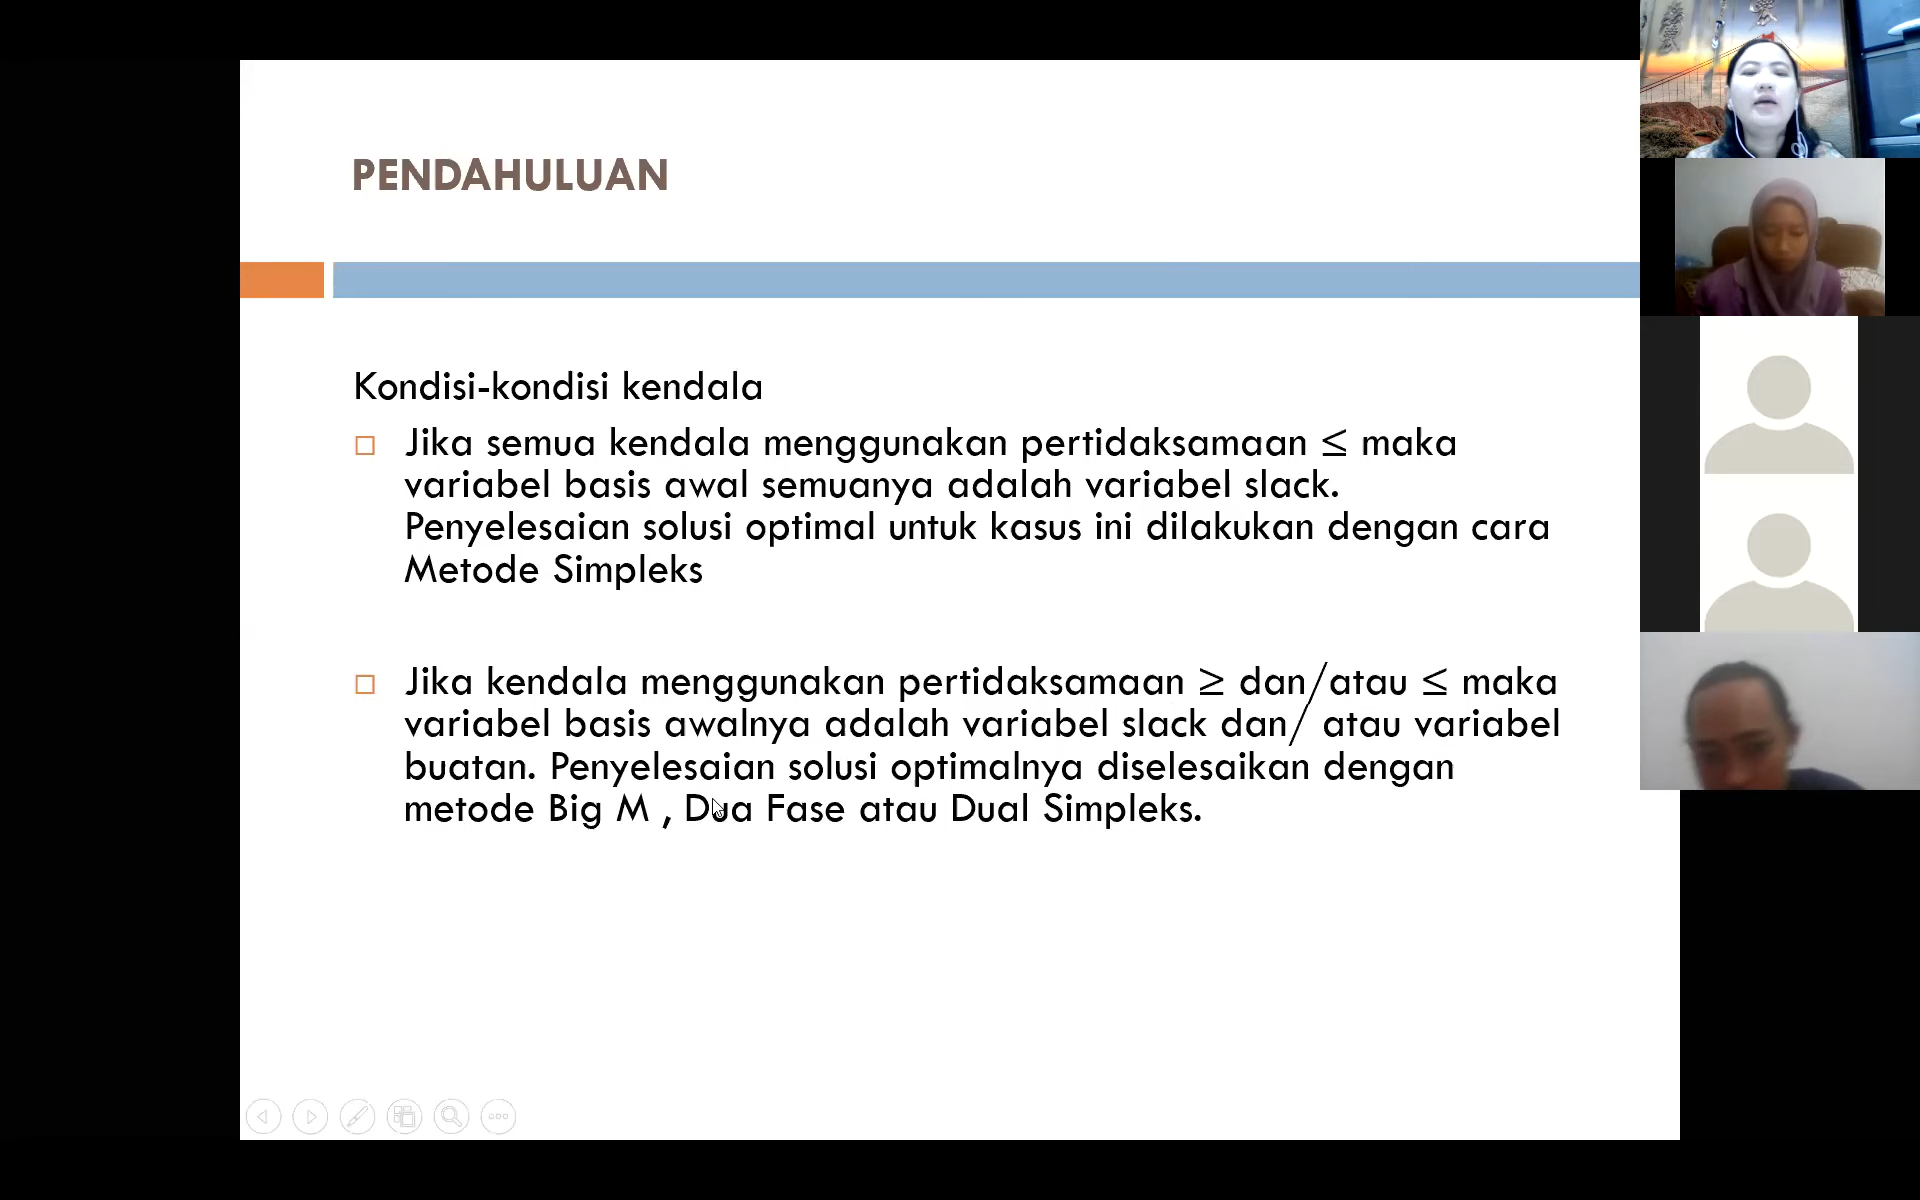 PENDAHULUAN
Kondisi-kondisi kendala
Jika semua kendala menggunakan pertidaksamaan ≤ maka
variabel basis awal semuanya adalah variabel slack.
Penyelesaian solusi optimal untuk kasus ini dilakukan dengan cara
Metode Simpleks
Jika kendala menggunakan pertidaksamaan ≥ dan/atau ≤ maka
variabel basis awalnya adalah variabel slack dan/ atau variabel
buatan. Penyelesaian solusi optimalnya diselesaikan dengan
metode Big M , Dua Fase atau Dual Simpleks.